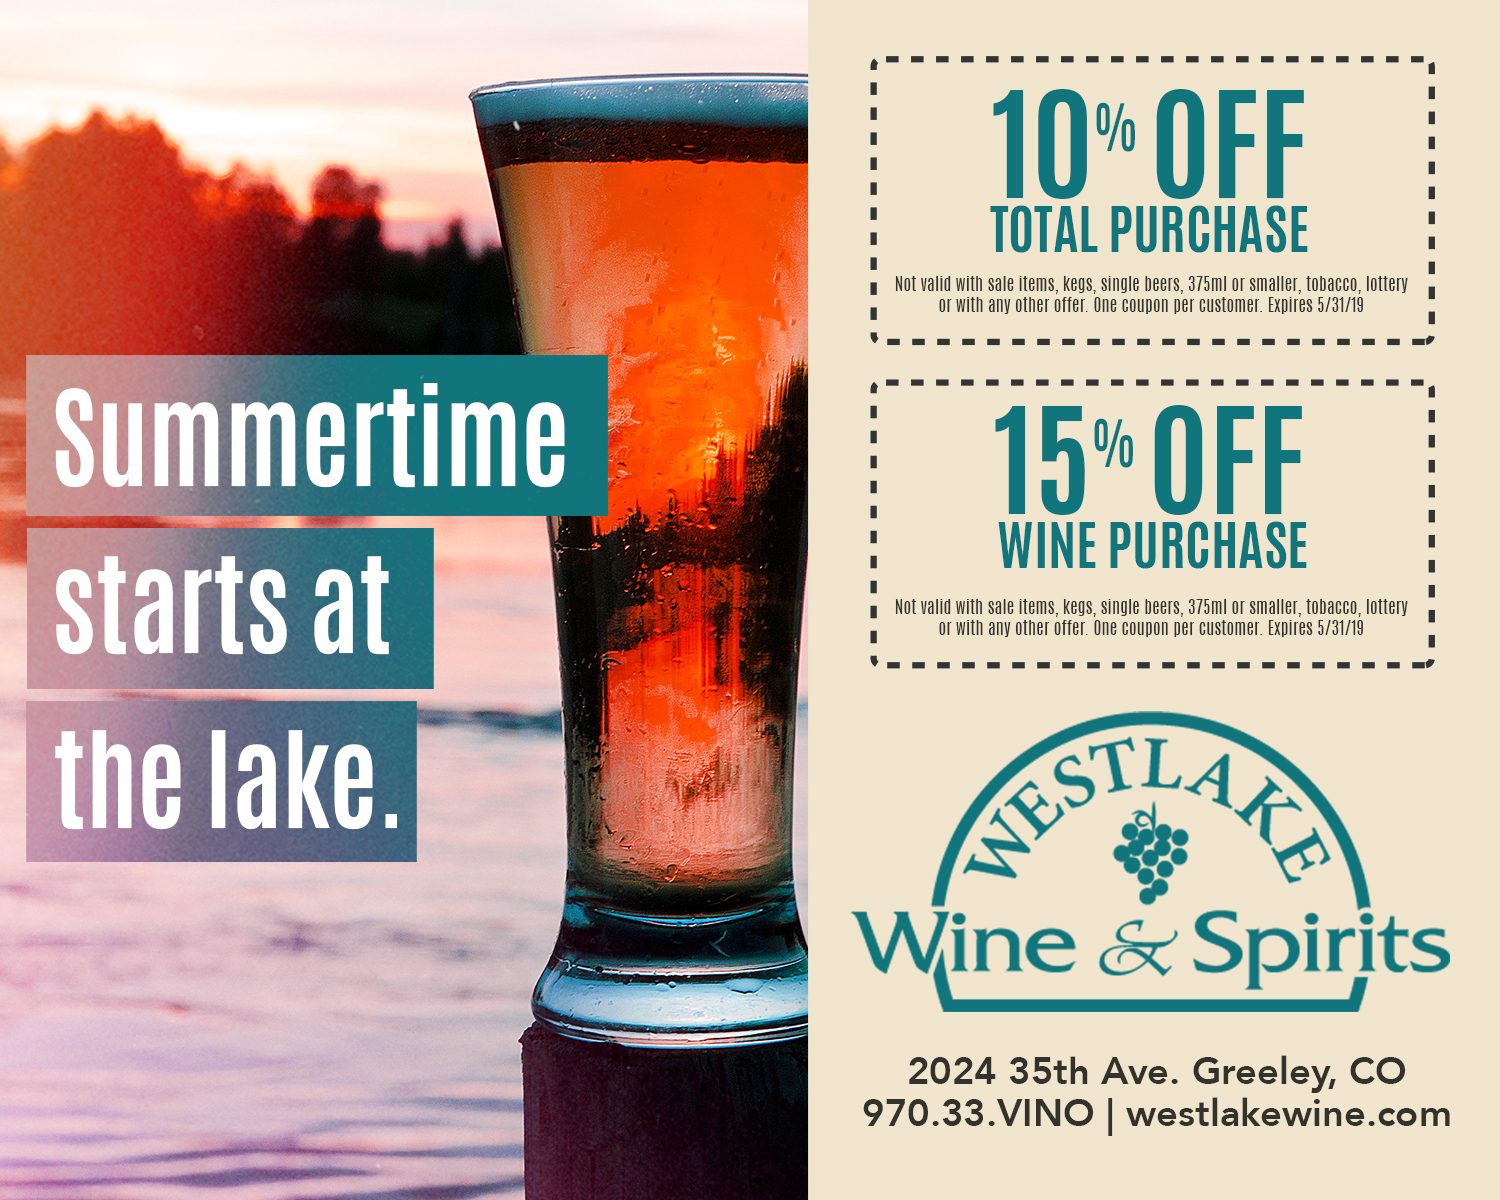 Summertime
starts at
the lake.
10% OFF
TOTAL PURCHASE
Not valid with sale items, kegs, single beers, 375ml or smaller, tobacco, lottery
or with any other offer. One coupon per customer. Expires 5/31/19
15% OFF
WINE PURCHASE
Not valid with sale items, kegs, single beers, 375ml or smaller, tobacco, lottery
or with any other offer. One coupon per customer. Expires 5/31/19
WESTLAKE
Wine & Spirits
2024 35th Ave. Greeley, CO
970.33.VINO | westlakewine.com